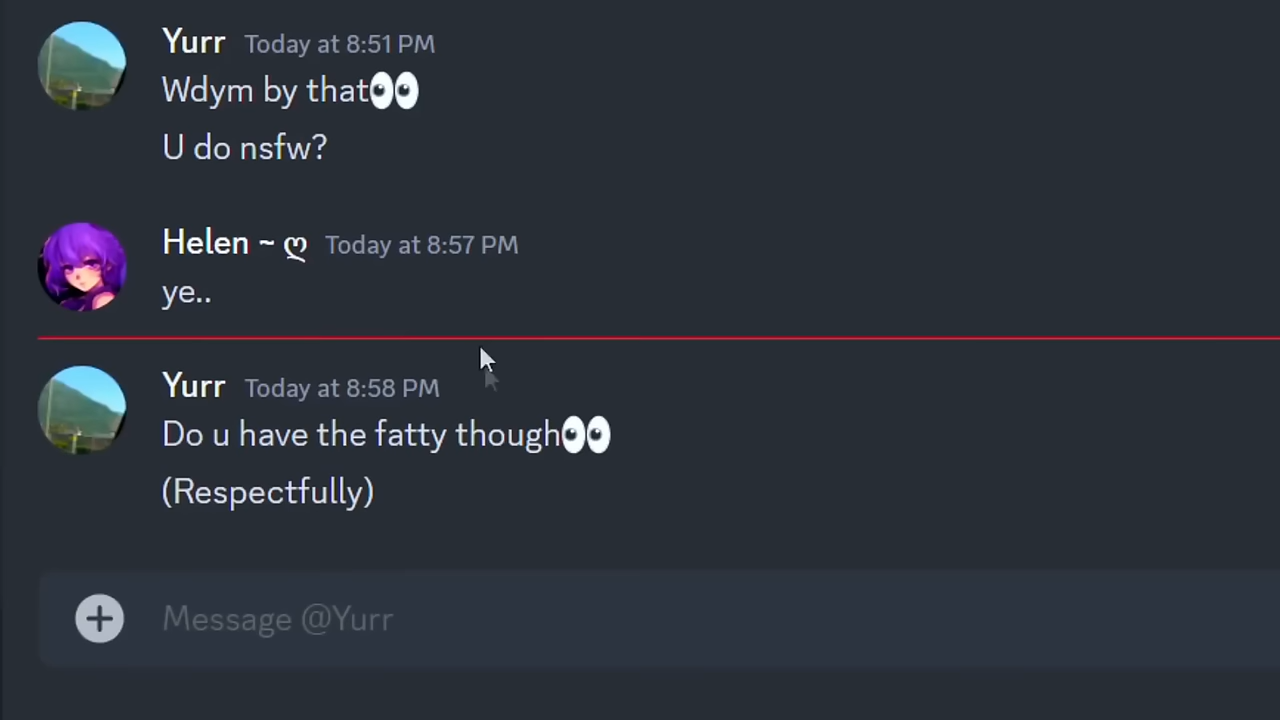 Yurr Today at 8:51 PM
Wdym by that👀
U do nsfw?
Helen ~ ღ Today at 8:57 PM
ye..
Yurr Today at 8:58 PM
Do u have the fatty though👀
(Respectfully)
Message @Yurr